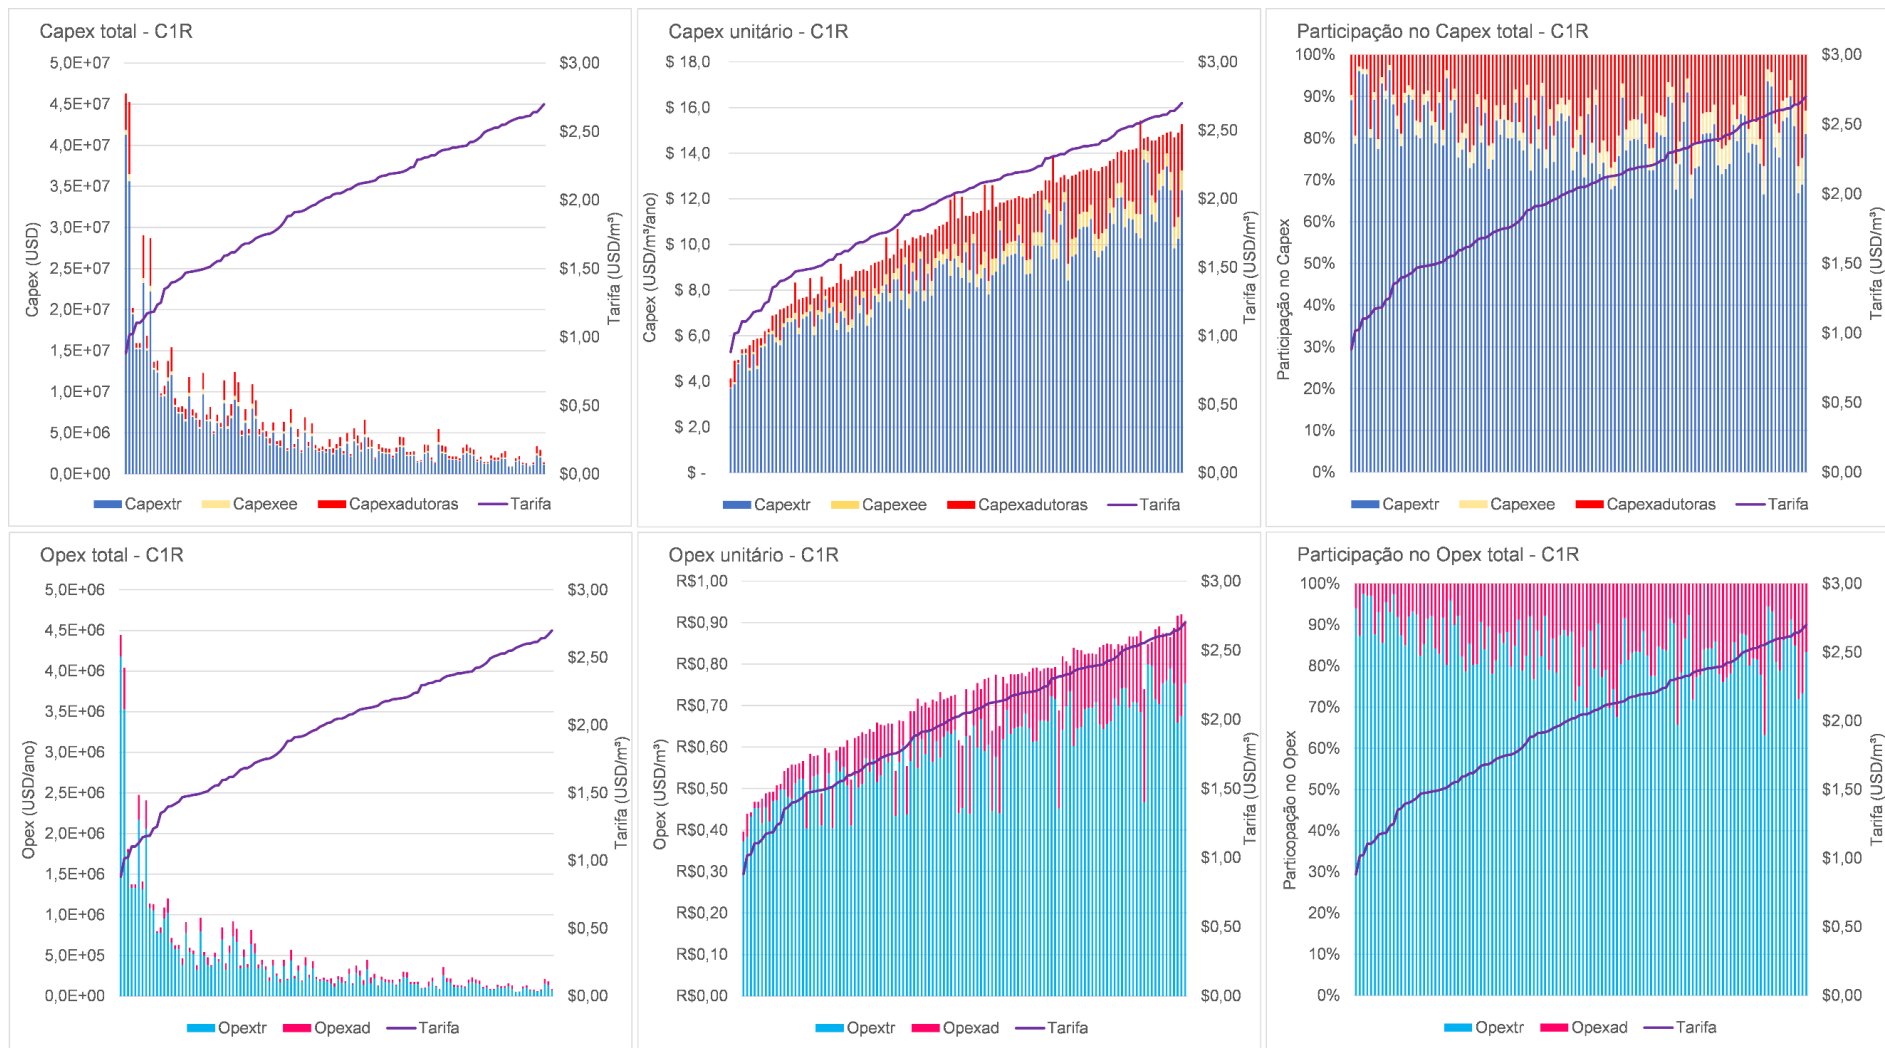 Capex total - C1R
5,0E+07
4,5E+07
4,0E+07
3,5E+07
3,0E+07
2,5E+07
2,0E+07
1,5E+07
1,0E+07
5,0E+06
0,0E+00
Capex (USD)
$3,00
$2,50
$2,00
$1,50
$1,00
$0,50
$0,00
Tarifa (USD/m³)
Capextr Capexee Capexadutoras Tarifa
Capex unitário - C1R
$ 18,0
$ 16,0
$ 14,0
$ 12,0
$ 10,0
$ 8,0
$ 6,0
$ 4,0
$ 2,0
$ -
Capex (USD/m³/ano)
$3,00
$2,50
$2,00
$1,50
$1,00
$0,50
$0,00
Tarifa (USD/m³)
Capextr Capexee Capexadutoras Tarifa
Participação no Capex total - C1R
100%
90%
80%
70%
60%
50%
40%
30%
20%
10%
0%
Participação no Capex
$3,00
$2,50
$2,00
$1,50
$1,00
$0,50
$0,00
Tarifa (USD/m³)
Capextr Capexee Capexadutoras Tarifa
Opex total - C1R
5,0E+06
4,5E+06
4,0E+06
3,5E+06
3,0E+06
2,5E+06
2,0E+06
1,5E+06
1,0E+06
5,0E+05
0,0E+00
Opex (USD/ano)
$3,00
$2,50
$2,00
$1,50
$1,00
$0,50
$0,00
Tarifa (USD/m³)
Opextr Opexad Tarifa
Opex unitário - C1R
R$1,00
R$0,90
R$0,80
R$0,70
R$0,60
R$0,50
R$0,40
R$0,30
R$0,20
R$0,10
R$0,00
Opex (USD/m³)
$3,00
$2,50
$2,00
$1,50
$1,00
$0,50
$0,00
Tarifa (USD/m³)
Opextr Opexad Tarifa
Participação no Opex total - C1R
100%
90%
80%
70%
60%
50%
40%
30%
20%
10%
0%
Particopação no Opex
$3,00
$2,50
$2,00
$1,50
$1,00
$0,50
$0,00
Tarifa (USD/m³)
Opextr Opexad Tarifa